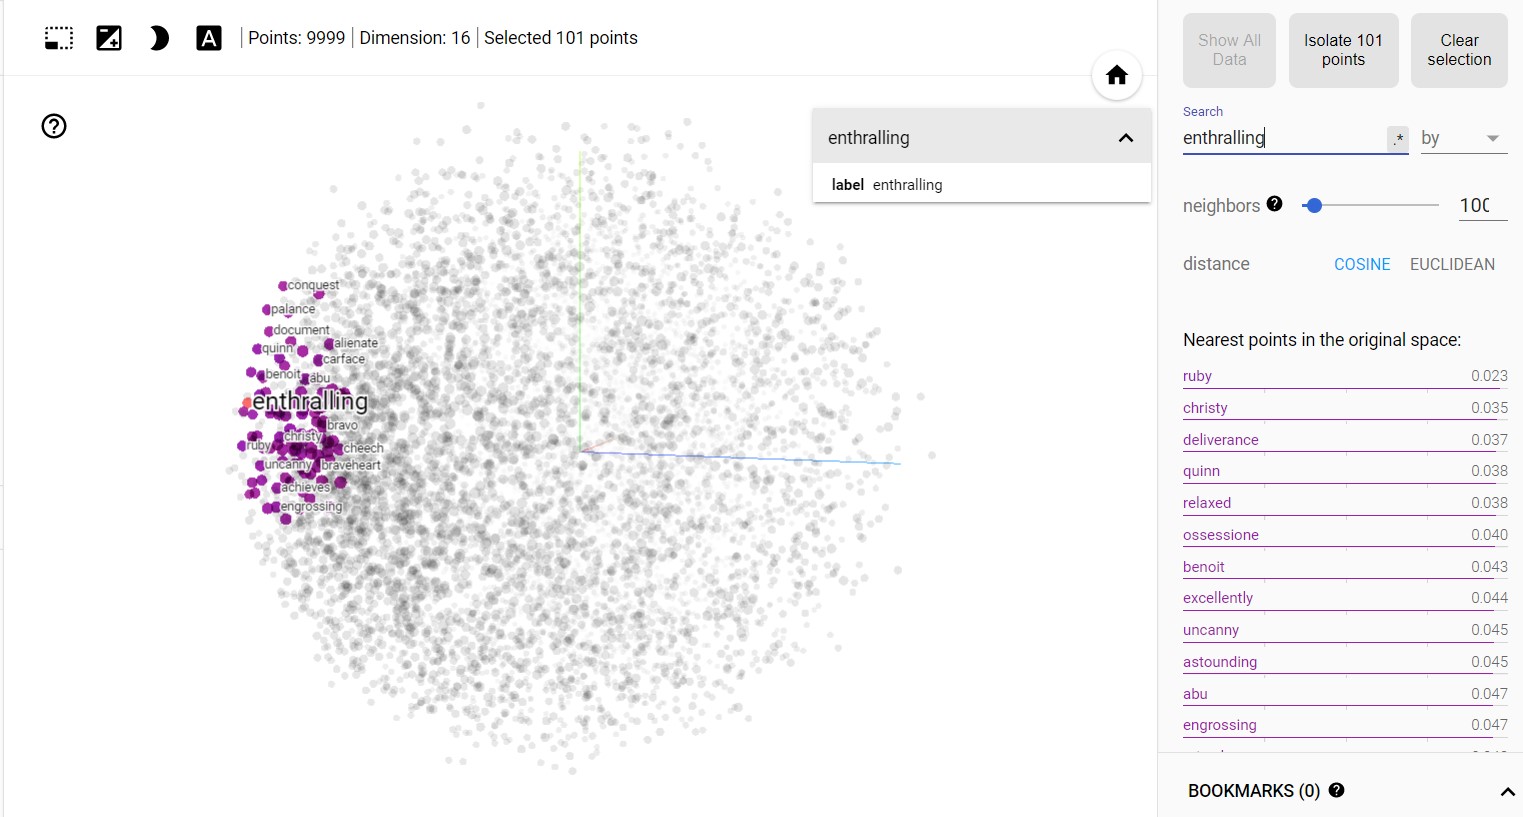 A Points: 9999 Dimension: 16 Selected 101 points
Show All Data
Isolate 101 points
Clear selection
Search
enthralling .* by
neighbors 100
distance COSINE EUCLIDEAN
Nearest points in the original space:
ruby 0.023
christy 0.035
deliverance 0.037
quinn 0.038
relaxed 0.038
ossessione 0.040
benoit 0.043
excellently 0.044
uncanny 0.045
astounding 0.045
abu 0.047
engrossing 0.047
BOOKMARKS (0)
enthralling
label enthralling
conquest
palance
document
quinn
alienate
carface
benoit
abu
enthralling
bravo
christy
ruby
cheech
uncanny
braveheart
achieves
engrossing